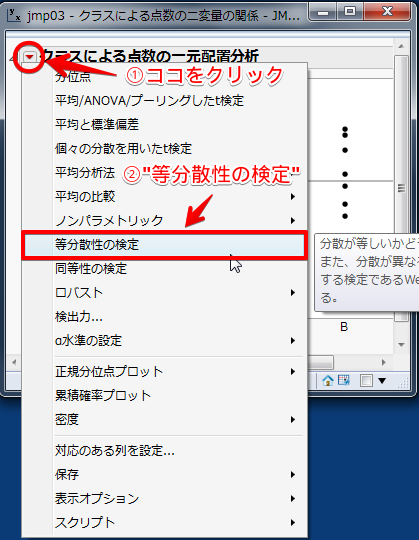 jmp03 - クラスによる点数の二変量の関係 - JM...
クラスによる点数の一元配置分析
①ココをクリック
分位点
平均/ANOVA/プーリングしたt検定
平均と標準偏差
個々の分散を用いたt検定
平均分析法
②"等分散性の検定"
平均の比較
ノンパラメトリック
等分散性の検定
分散が等しいかど
同等性の検定
また、分散が異な
する検定であるWe
る。
ロバスト
検出力...
B
α水準の設定
正規分位点プロット
累積確率プロット
密度
対応のある列を設定...
保存
表示オプション
スクリプト